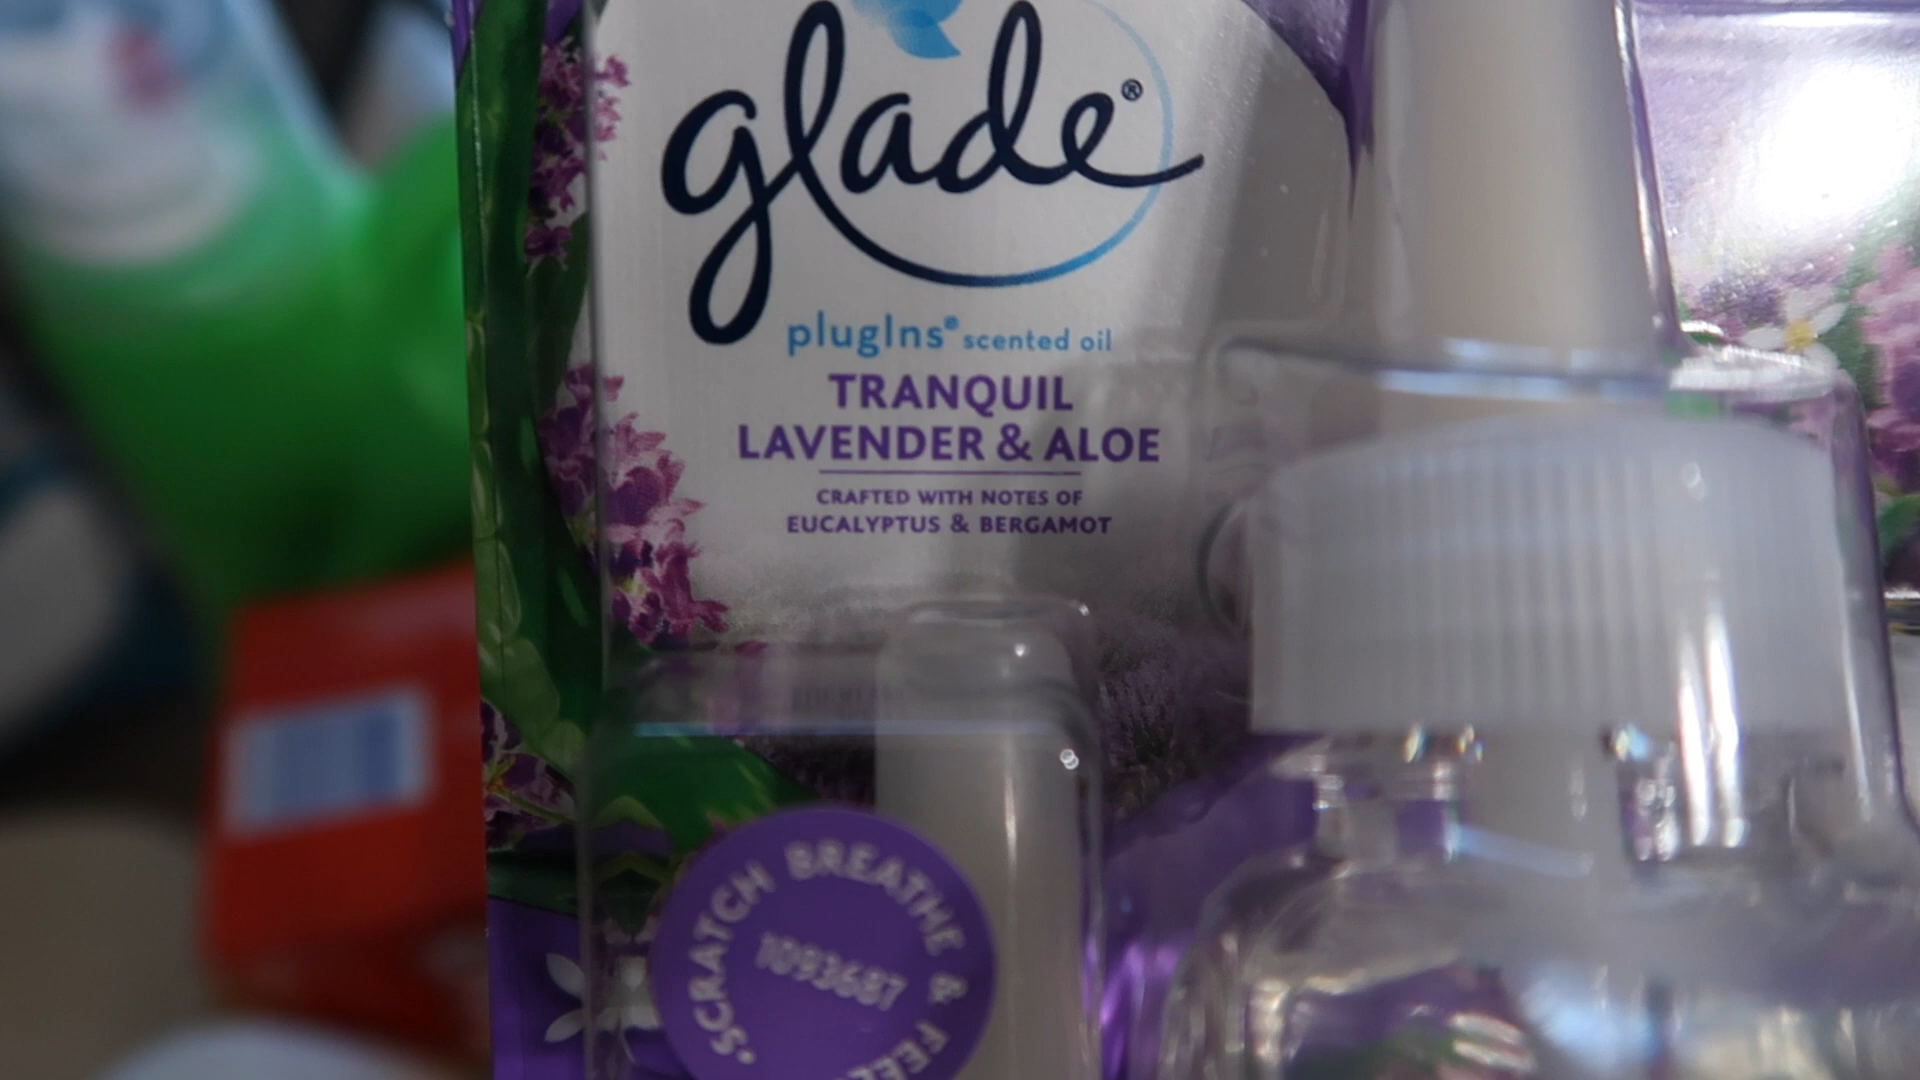 glade®
plugIns® scented oil
TRANQUIL
LAVENDER & ALOE
CRAFTED WITH NOTES OF
EUCALYPTUS & BERGAMOT
SCRATCH BREATHE & FEEL
1093687